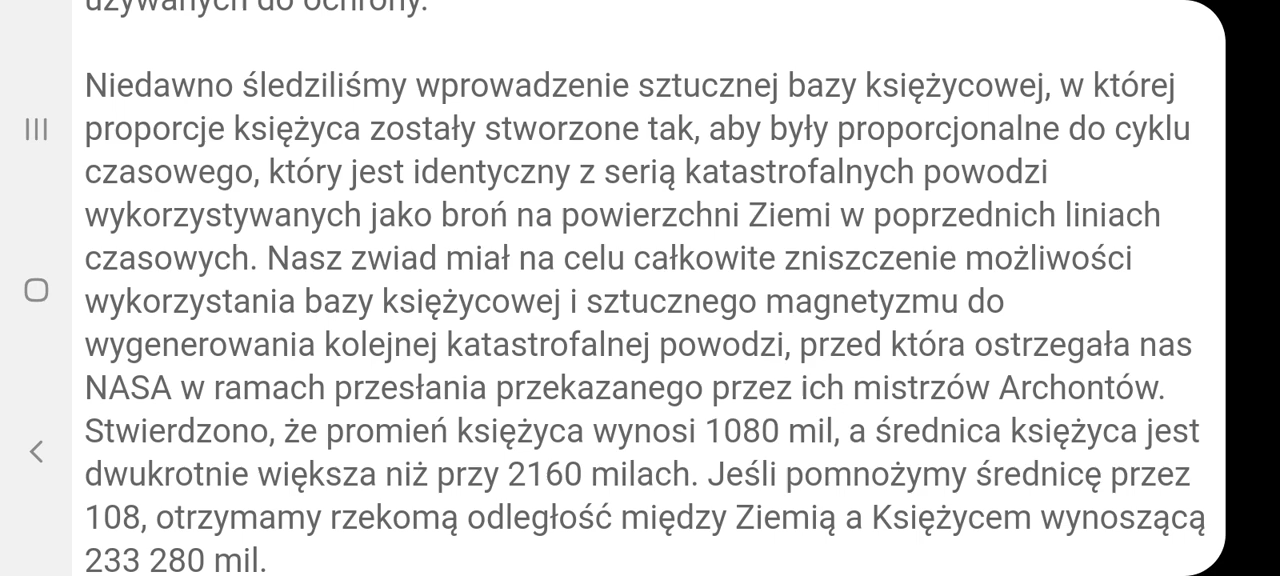 używanych do ochrony.
Niedawno śledziliśmy wprowadzenie sztucznej bazy księżycowej, w której
proporcje księżyca zostały stworzone tak, aby były proporcjonalne do cyklu
czasowego, który jest identyczny z serią katastrofalnych powodzi
wykorzystywanych jako broń na powierzchni Ziemi w poprzednich liniach
czasowych. Nasz zwiad miał na celu całkowite zniszczenie możliwości
wykorzystania bazy księżycowej i sztucznego magnetyzmu do
wygenerowania kolejnej katastrofalnej powodzi, przed która ostrzegała nas
NASA w ramach przesłania przekazanego przez ich mistrzów Archontów.
Stwierdzono, że promień księżyca wynosi 1080 mil, a średnica księżyca jest
dwukrotnie większa niż przy 2160 milach. Jeśli pomnożymy średnicę przez
108, otrzymamy rzekomą odległość między Ziemią a Księżycem wynoszącą
233 280 mil.